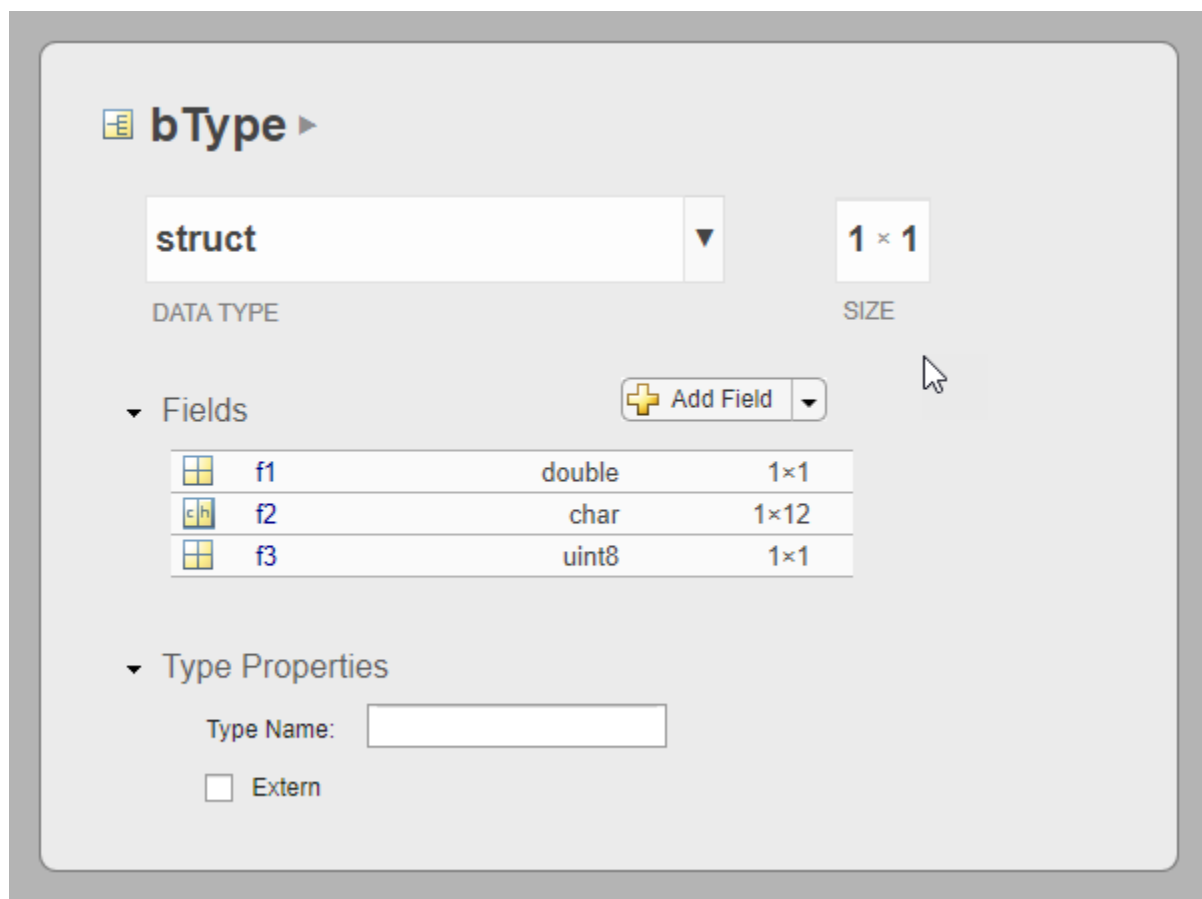 bType
struct
1 × 1
DATA TYPE
SIZE
Fields
Add Field
f1 double 1×1
ch f2 char 1×12
f3 uint8 1×1
Type Properties
Type Name:
Extern